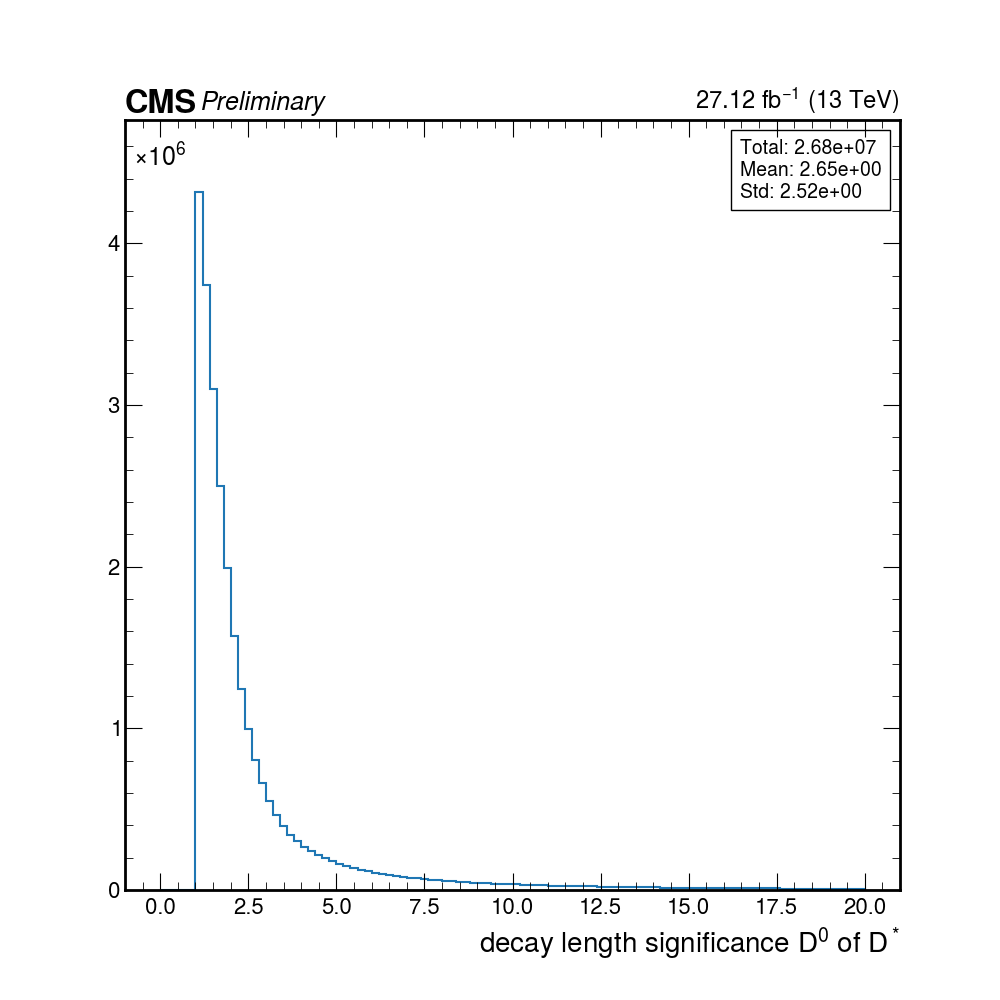 CMS Preliminary
27.12 fb⁻¹ (13 TeV)
×10⁶
Total: 2.68e+07
Mean: 2.65e+00
Std: 2.52e+00
4
3
2
1
0
0.0 2.5 5.0 7.5 10.0 12.5 15.0 17.5 20.0
decay length significance D⁰ of D*